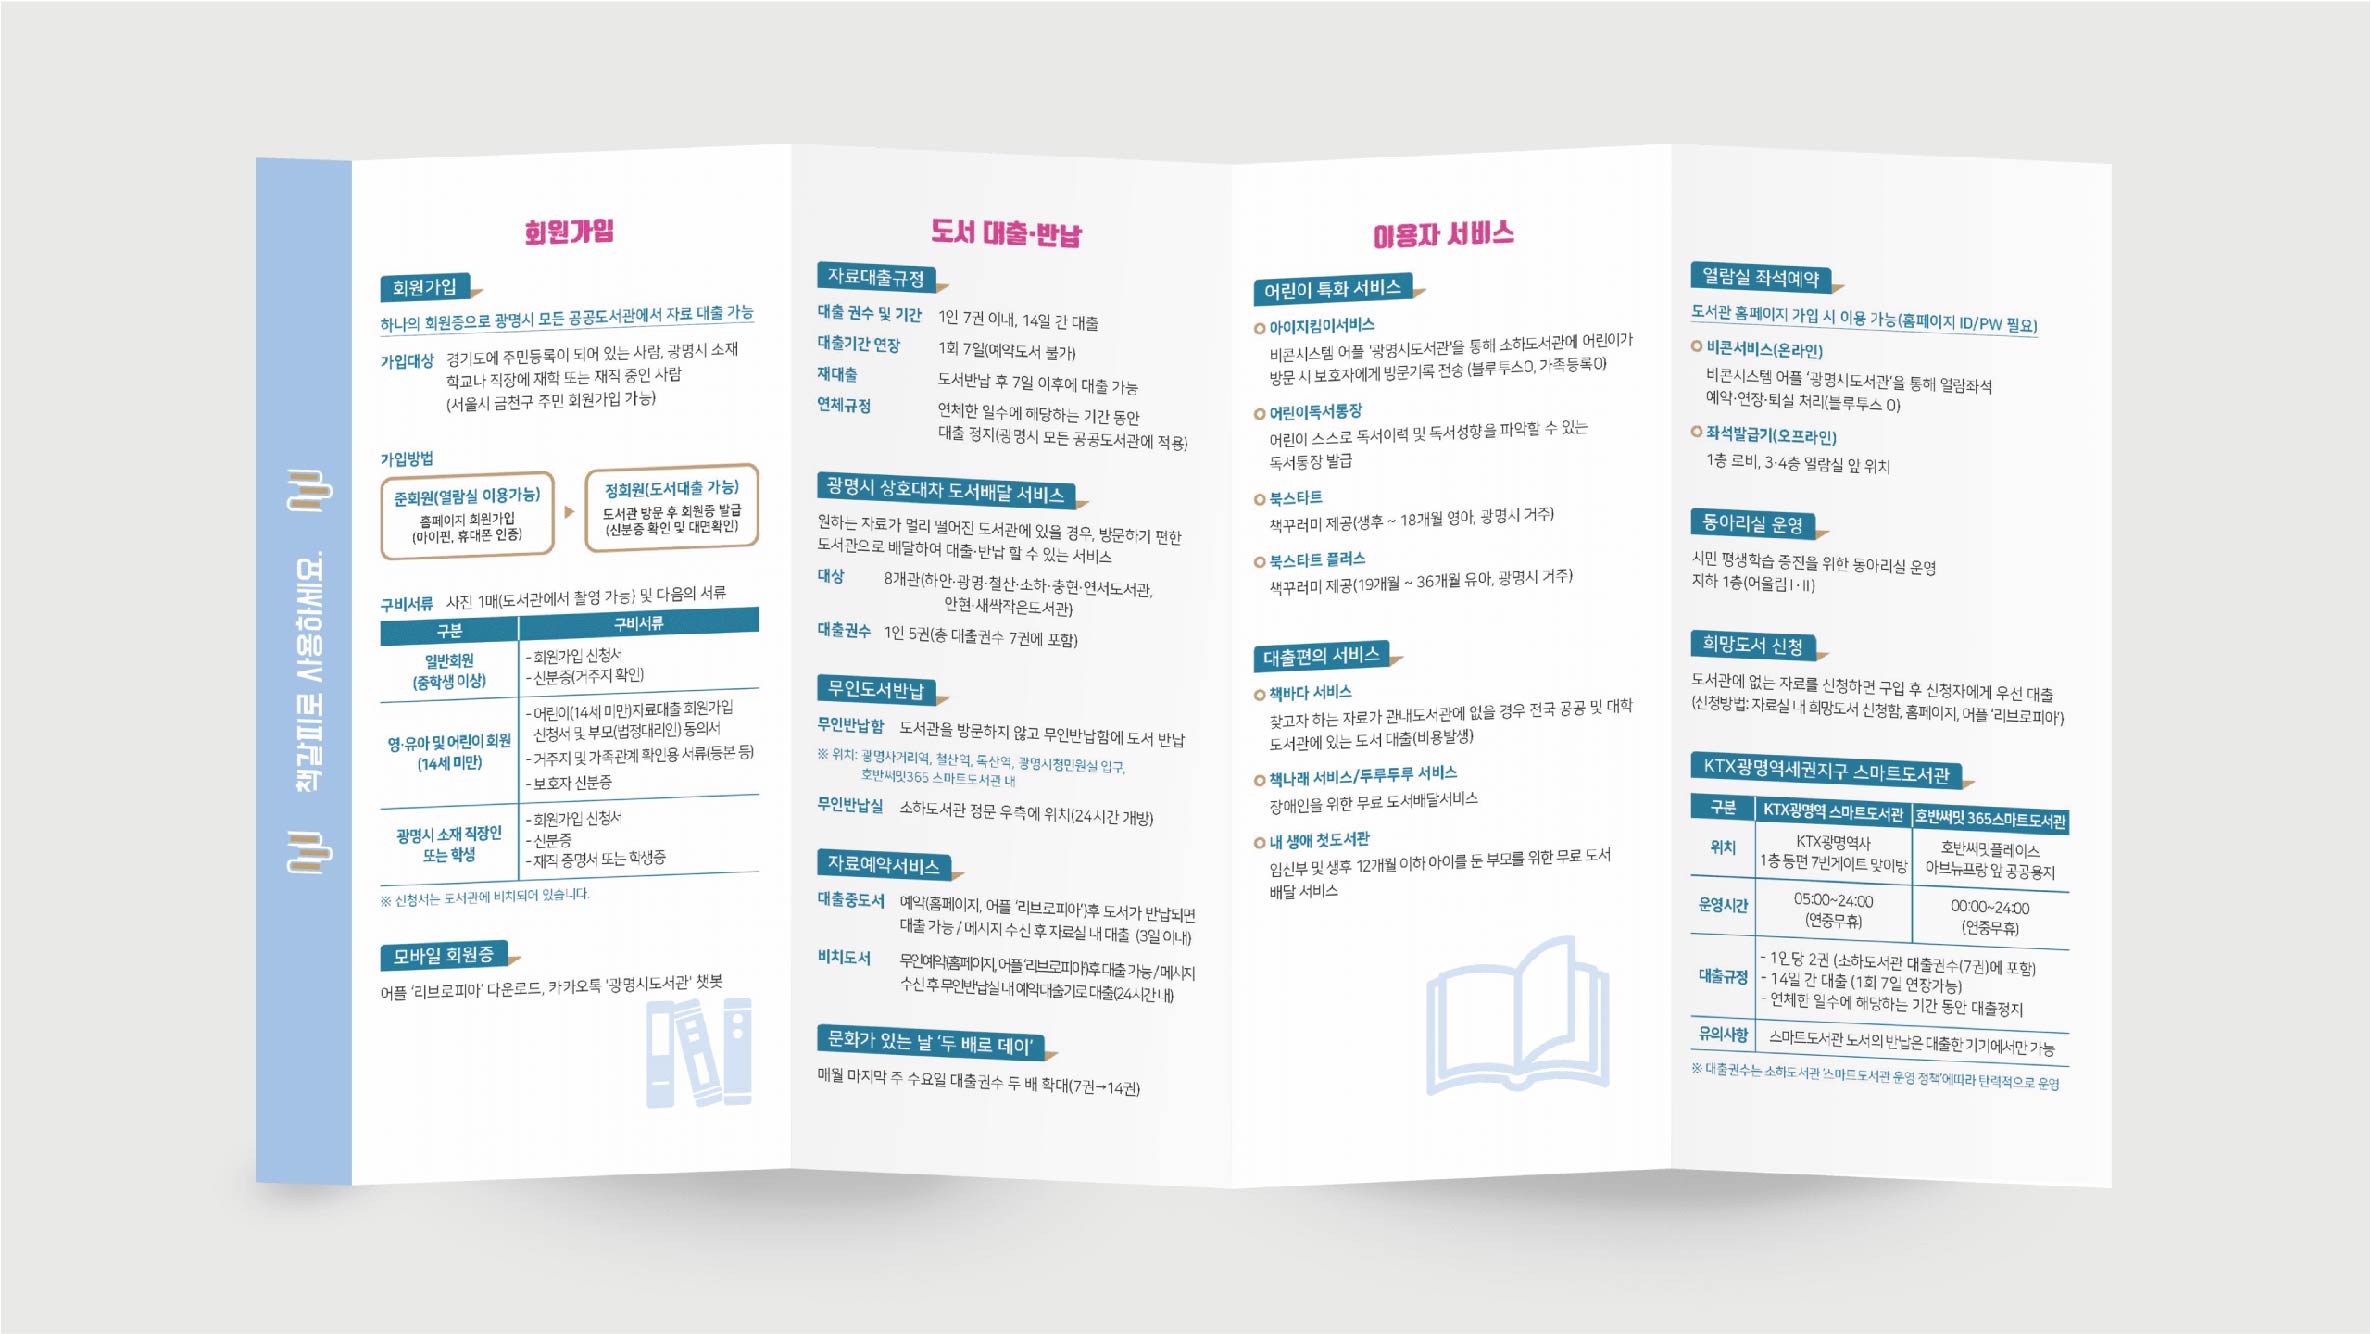 책갈피로 사용하세요.
회원가입
회원가입
하나의 회원증으로 광명시 모든 공공도서관에서 자료 대출 가능
가입대상 경기도에 주민등록이 되어 있는 사람, 광명시 소재
학교나 직장에 재학 또는 재직 중인 사람
(서울시 금천구 주민 회원가입 가능)
가입방법
준회원(열람실 이용가능)
홈페이지 회원가입
(아이핀, 휴대폰 인증)
정회원(도서대출 가능)
도서관 방문 후 회원증 발급
(신분증 확인 및 대면확인)
구비서류 사진 1매(도서관에서 촬영 가능) 및 다음의 서류
구분 구비서류
일반회원
(중학생 이상)
- 회원가입 신청서
- 신분증(거주지 확인)
영·유아 및 어린이 회원
(14세 미만)
- 어린이(14세 미만)자료대출 회원가입
신청서 및 부모(법정대리인) 동의서
- 거주지 및 가족관계 확인용 서류(등본 등)
- 보호자 신분증
광명시 소재 직장인
또는 학생
- 회원가입 신청서
- 신분증
- 재직 증명서 또는 학생증
※ 신청서는 도서관에 비치되어 있습니다.
모바일 회원증
어플 '리브로피아' 다운로드, 카카오톡 '광명시도서관' 챗봇
도서 대출·반납
자료대출규정
대출 권수 및 기간 1인 7권 이내, 14일 간 대출
대출기간 연장 1회 7일(예약도서 불가)
재대출 도서반납 후 7일 이후에 대출 가능
연체규정 연체한 일수에 해당하는 기간 동안
대출 정지(광명시 모든 공공도서관에 적용)
광명시 상호대차 도서배달 서비스
원하는 자료가 멀리 떨어진 도서관에 있을 경우, 방문하기 편한
도서관으로 배달하여 대출·반납 할 수 있는 서비스
대상 8개관(하안·광명·철산·소하·충현·연서도서관,
안현·새싹작은도서관)
대출권수 1인 5권(총 대출권수 7권에 포함)
무인도서반납
무인반납함 도서관을 방문하지 않고 무인반납함에 도서 반납
※ 위치: 광명사거리역, 철산역, 독산역, 광명시청민원실 입구,
호반써밋365 스마트도서관 내
무인반납실 소하도서관 정문 우측에 위치(24시간 개방)
자료예약서비스
대출중도서 예약(홈페이지, 어플 '리브로피아')후 도서가 반납되면
대출 가능 / 메시지 수신 후 자료실 내 대출 (3일 이내)
비치도서 무인예약(홈페이지,어플'리브로피아')후 대출 가능/메시지
수신 후 무인반납실 내 예약대출기로 대출(24시간 내)
문화가 있는 날 '두 배로 데이'
매월 마지막 주 수요일 대출권수 두 배 확대(7권→14권)
이용자 서비스
어린이 특화 서비스
아이지킴이서비스
비콘시스템 어플 '광명시도서관'을 통해 소하도서관에 어린이가
방문 시 보호자에게 방문기록 전송 (블루투스O, 가족등록O)
어린이독서통장
어린이 스스로 독서이력 및 독서성향을 파악할 수 있는
독서통장 발급
북스타트
책꾸러미 제공(생후 ~ 18개월 영아, 광명시 거주)
북스타트 플러스
색꾸러미 제공(19개월 ~ 36개월 유아, 광명시 거주)
대출편의 서비스
책바다 서비스
찾고자 하는 자료가 관내도서관에 없을 경우 전국 공공 및 대학
도서관에 있는 도서 대출(비용발생)
책나래 서비스/두루두루 서비스
장애인을 위한 무료 도서배달서비스
내 생애 첫도서관
임신부 및 생후 12개월 이하 아이를 둔 부모를 위한 무료 도서
배달 서비스
열람실 좌석예약
도서관 홈페이지 가입 시 이용 가능(홈페이지 ID/PW 필요)
비콘서비스(온라인)
비콘시스템 어플 '광명시도서관'을 통해 열람좌석
예약·연장·퇴실 처리(블루투스 O)
좌석발급기(오프라인)
1층 로비, 3·4층 열람실 앞 위치
동아리실 운영
시민 평생학습 증진을 위한 동아리실 운영
지하 1층(어울림Ⅰ·Ⅱ)
희망도서 신청
도서관에 없는 자료를 신청하면 구입 후 신청자에게 우선 대출
(신청방법: 자료실 내 희망도서 신청함, 홈페이지, 어플 '리브로피아')
KTX광명역세권지구 스마트도서관
구분 KTX광명역 스마트도서관 호반써밋 365스마트도서관
위치 KTX광명역사
1층 동편 7번게이트 맞이방
호반써밋플레이스
아브뉴프랑 앞 공공용지
운영시간 05:00~24:00
(연중무휴)
00:00~24:00
(연중무휴)
대출규정
- 1인당 2권 (소하도서관 대출권수(7권)에 포함)
- 14일 간 대출 (1회 7일 연장가능)
- 연체한 일수에 해당하는 기간 동안 대출정지
유의사항 스마트도서관 도서의 반납은 대출한 기기에서만 가능
※ 대출권수는 소하도서관 '스마트도서관 운영 정책'에따라 탄력적으로 운영